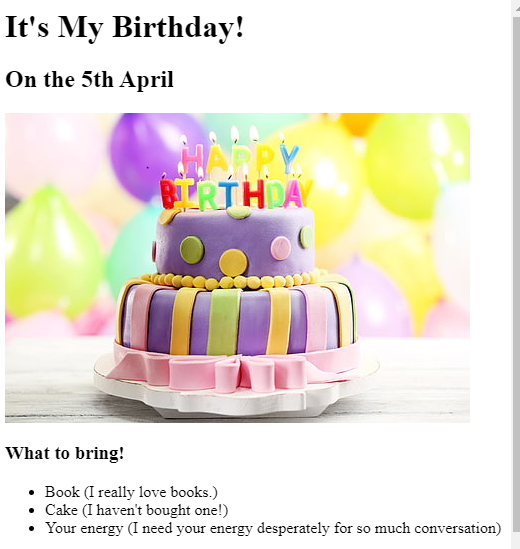 It's My Birthday!
On the 5th April
HAPPY
BIRTHDAY
What to bring!
Book (I really love books.)
Cake (I haven't bought one!)
Your energy (I need your energy desperately for so much conversation)